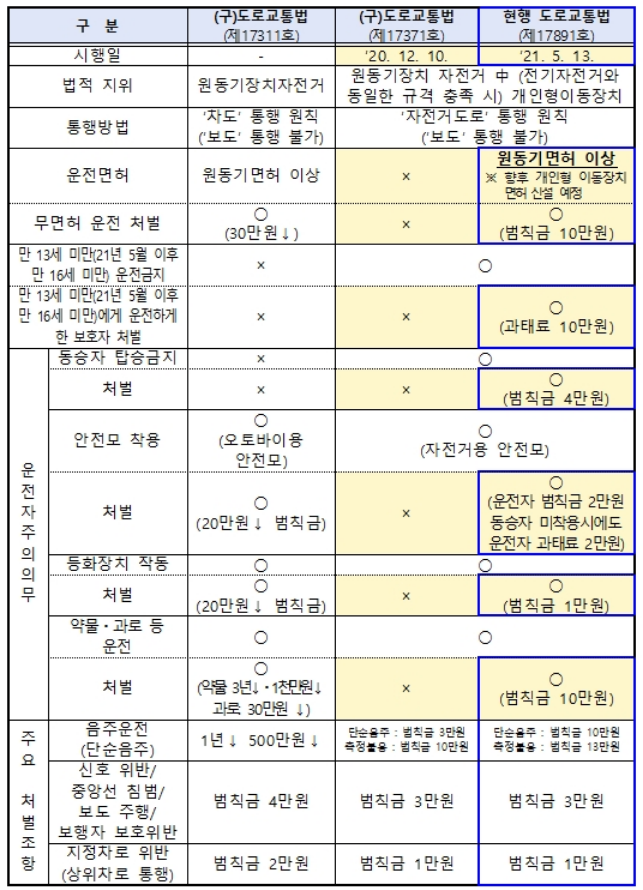 구 분
(구)도로교통법
(제17311호)
(구)도로교통법
(제17371호)
현행 도로교통법
(제17891호)
시행일
-
‘20. 12. 10.
‘21. 5. 13.
법적 지위
원동기장치자전거
원동기장치 자전거 中 (전기자전거와
동일한 규격 충족 시) 개인형이동장치
통행방법
‘차도’ 통행 원칙
(‘보도’ 통행 불가)
‘자전거도로’ 통행 원칙
(‘보도’ 통행 불가)
운전면허
원동기면허 이상
×
원동기면허 이상
※ 향후 개인형 이동장치
면허 신설 예정
무면허 운전 처벌
○
(30만원↓)
×
○
(범칙금 10만원)
만 13세 미만(21년 5월 이후
만 16세 미만) 운전금지
×
○
만 13세 미만(21년 5월 이후
만 16세 미만)에게 운전하게
한 보호자 처벌
×
×
○
(과태료 10만원)
운전자주의의무
동승자 탑승금지
×
○
처벌
×
×
○
(범칙금 4만원)
안전모 착용
○
(오토바이용
안전모)
○
(자전거용 안전모)
처벌
○
(20만원↓ 범칙금)
×
○
(운전자 범칙금 2만원
동승자 미착용시에도
운전자 과태료 2만원)
등화장치 작동
○
○
처벌
○
(20만원↓ 범칙금)
×
○
(범칙금 1만원)
약물·과로 등
운전
○
○
처벌
○
(약물 3년↓·1천만원↓
과로 30만원 ↓)
×
○
(범칙금 10만원)
주요 처벌조항
음주운전
(단순음주)
1년↓ 500만원↓
단순음주 : 범칙금 3만원
측정불응 : 범칙금 10만원
단순음주 : 범칙금 10만원
측정불응 : 범칙금 13만원
신호 위반/
중앙선 침범/
보도 주행/
보행자 보호위반
범칙금 4만원
범칙금 3만원
범칙금 3만원
지정차로 위반
(상위차로 통행)
범칙금 2만원
범칙금 1만원
범칙금 1만원